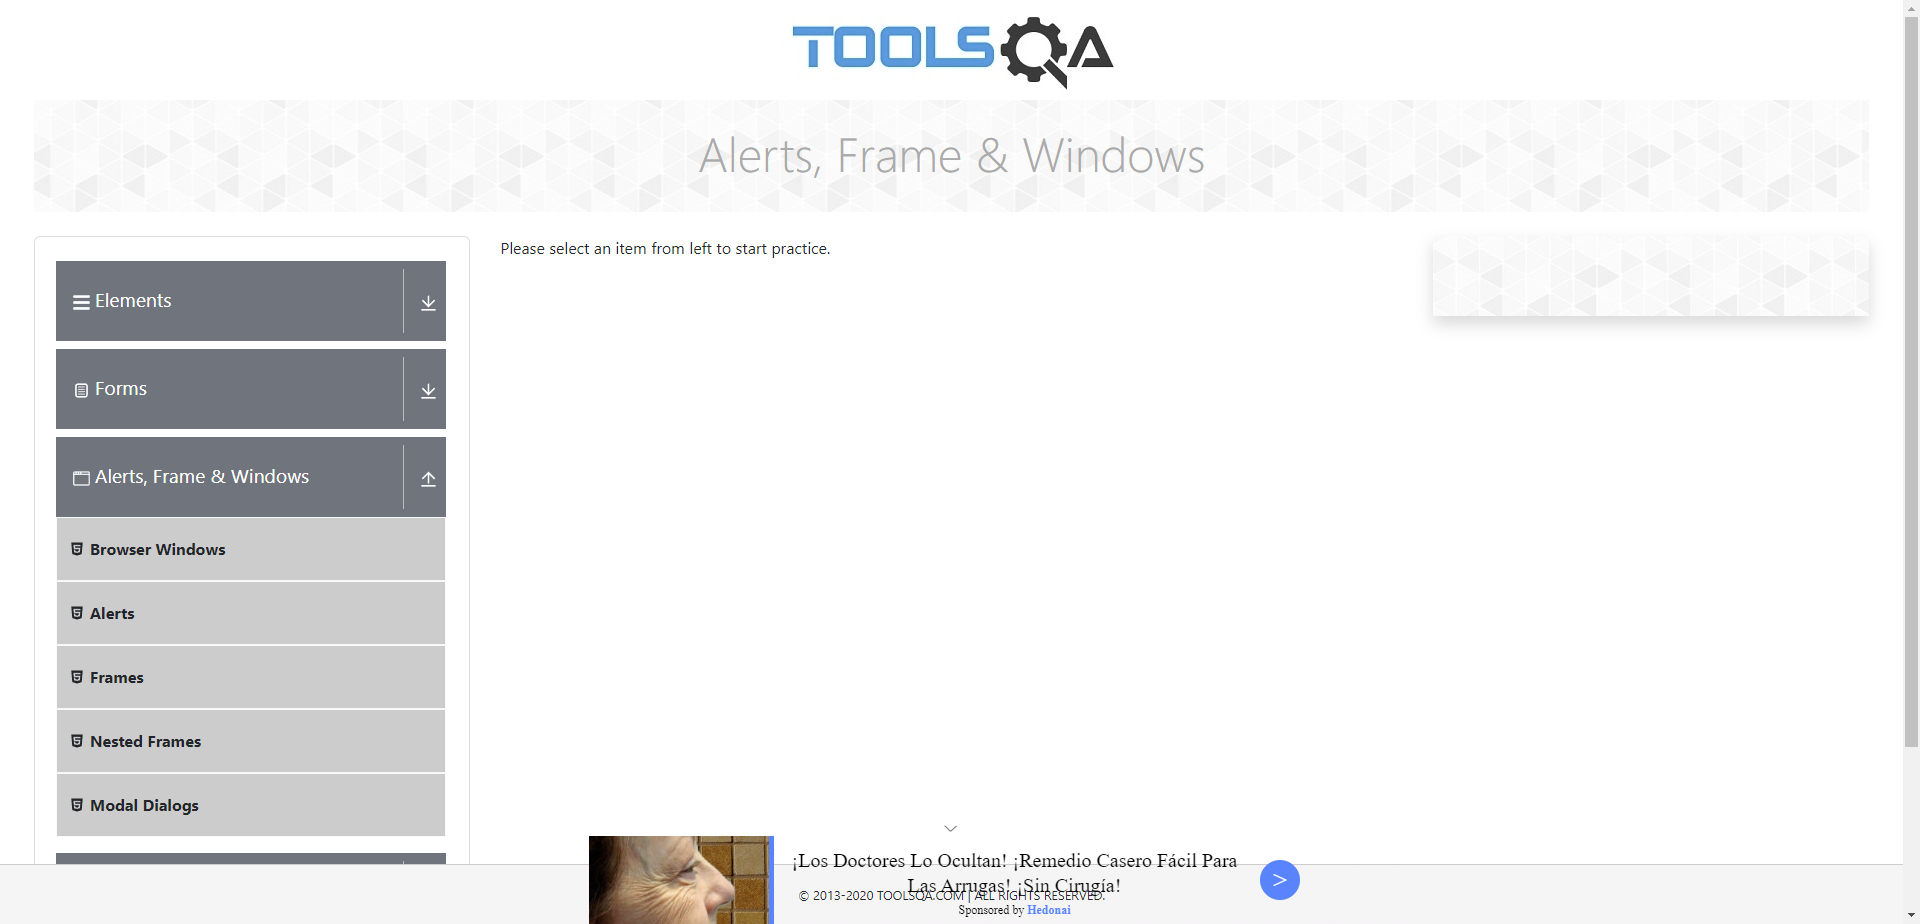 TOOLSQA
Alerts, Frame & Windows
Elements
Forms
Alerts, Frame & Windows
Browser Windows
Alerts
Frames
Nested Frames
Modal Dialogs
Please select an item from left to start practice.
¡Los Doctores Lo Ocultan! ¡Remedio Casero Fácil Para
Las Arrugas! ¡Sin Cirugía!
© 2013-2020 TOOLSQA.COM | ALL RIGHTS RESERVED.
Sponsored by Hedonai